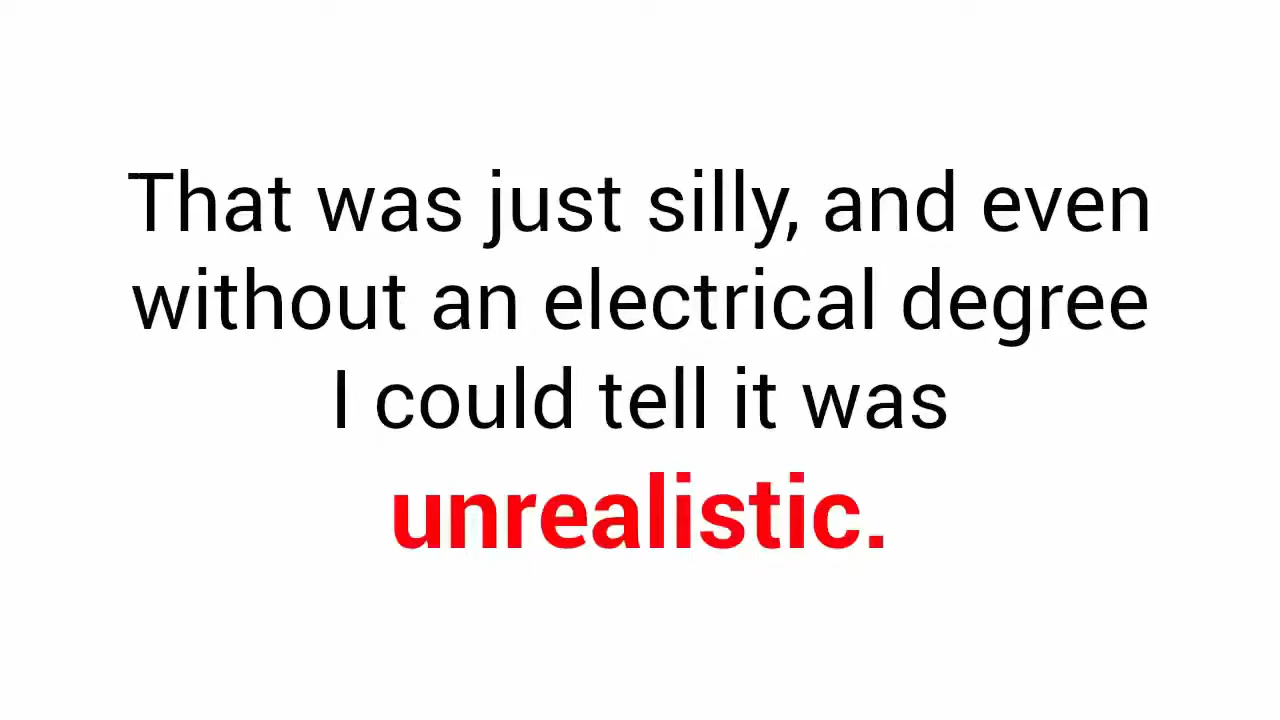 That was just silly, and even
without an electrical degree
I could tell it was
unrealistic.